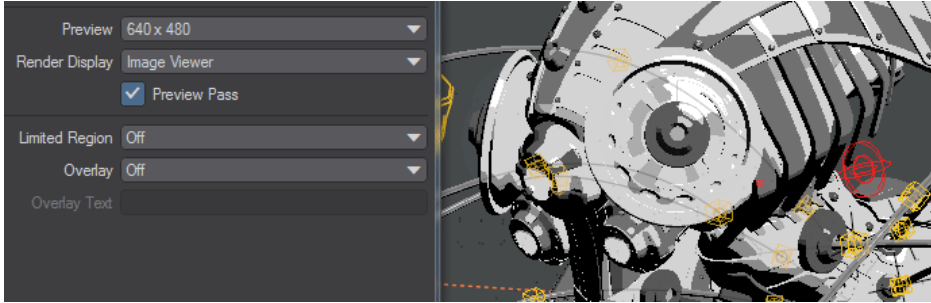 Preview 640 x 480
Render Display Image Viewer
Preview Pass
Limited Region Off
Overlay Off
Overlay Text